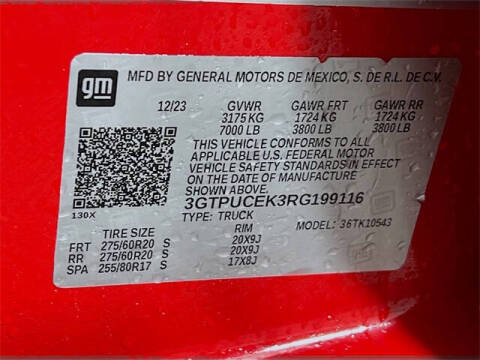 gm MFD BY GENERAL MOTORS DE MEXICO, S. DE R.L. DE C.V.
12/23 GVWR GAWR FRT GAWR RR
3175 KG 1724 KG 1724 KG
7000 LB 3800 LB 3800 LB
THIS VEHICLE CONFORMS TO ALL
APPLICABLE U.S. FEDERAL MOTOR
VEHICLE SAFETY STANDARDS IN EFFECT
ON THE DATE OF MANUFACTURE SHOWN ABOVE.
3GTPUCEK3RG199116
130X TYPE: TRUCK MODEL: 36TK10543
TIRE SIZE RIM
FRT 275/60R20 S 20X9J
RR 275/60R20 S 20X9J
SPA 255/80R17 S 17X8J
gm